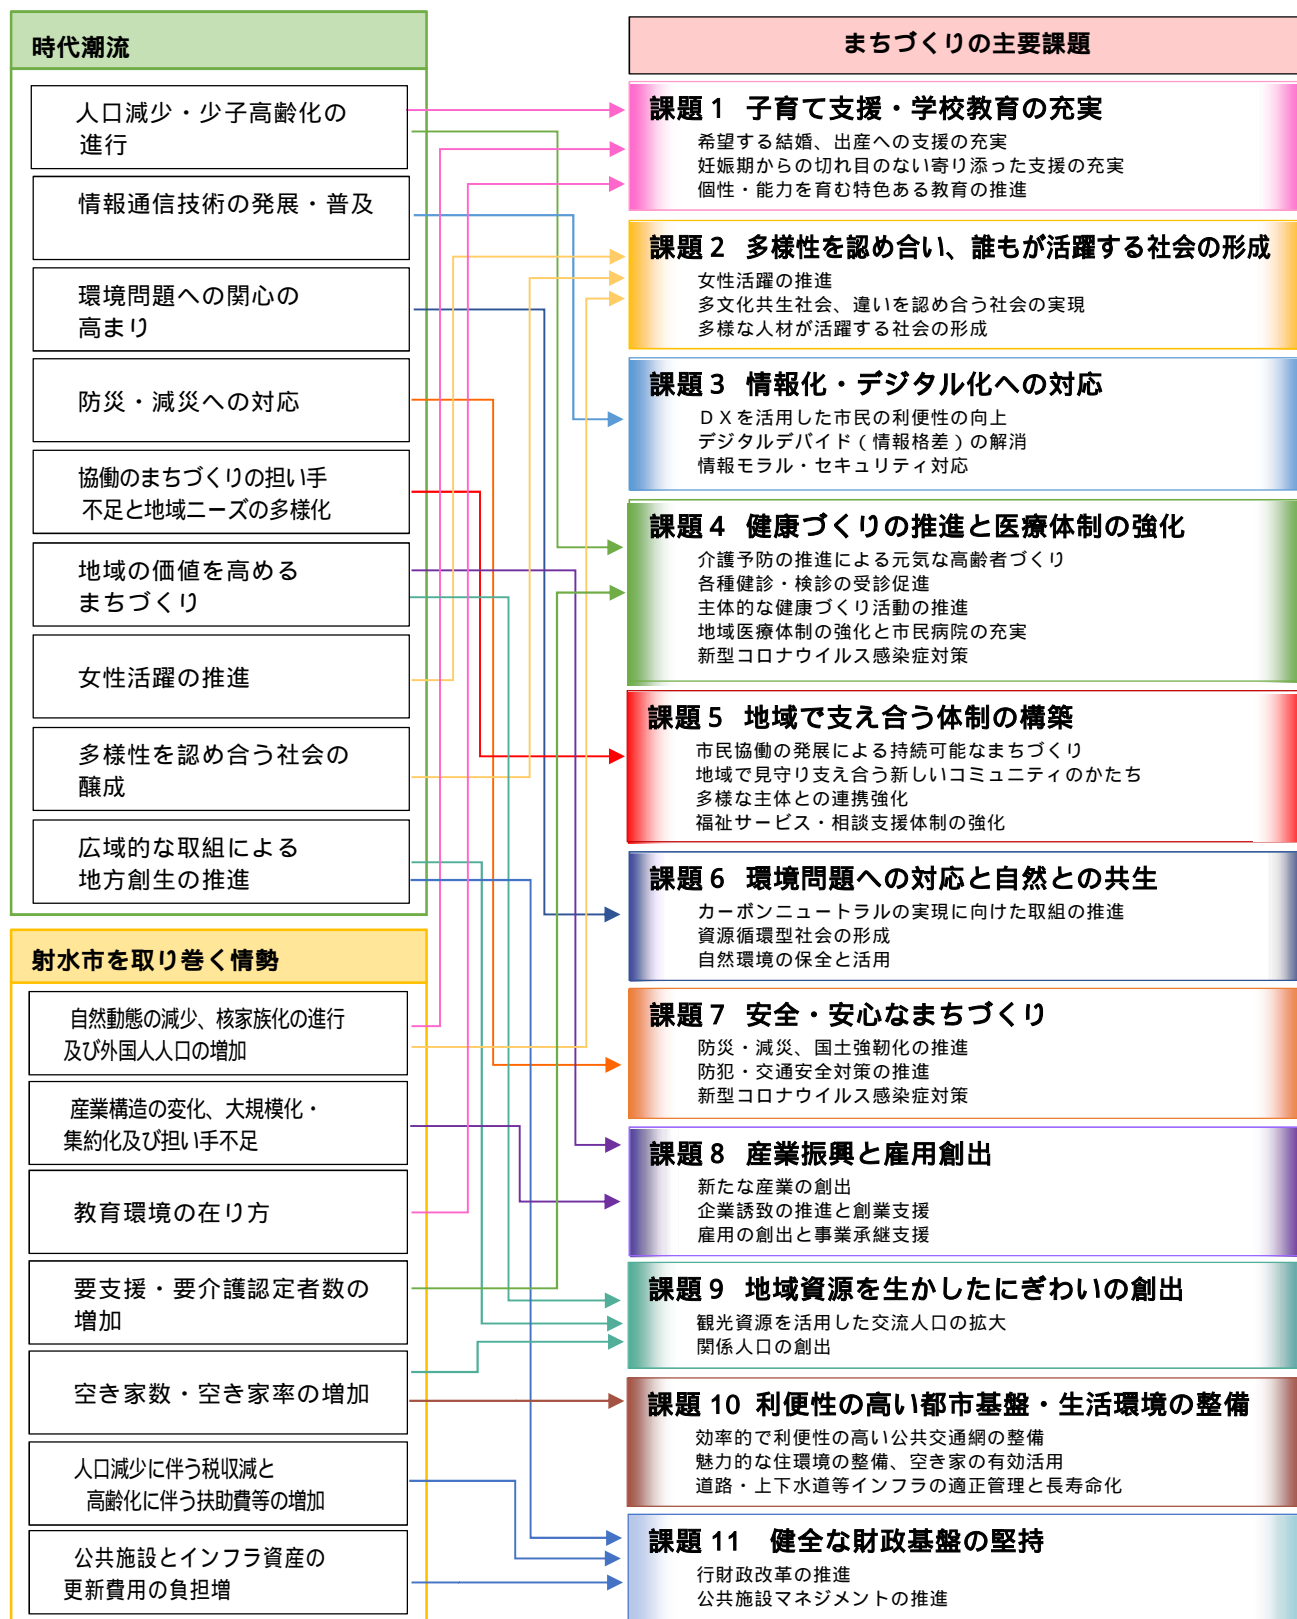 時代潮流
人口減少・少子高齢化の
進行
情報通信技術の発展・普及
環境問題への関心の
高まり
防災・減災への対応
協働のまちづくりの担い手
不足と地域ニーズの多様化
地域の価値を高める
まちづくり
女性活躍の推進
多様性を認め合う社会の
醸成
広域的な取組による
地方創生の推進
射水市を取り巻く情勢
自然動態の減少、核家族化の進行
及び外国人人口の増加
産業構造の変化、大規模化・
集約化及び担い手不足
教育環境の在り方
要支援・要介護認定者数の
増加
空き家数・空き家率の増加
人口減少に伴う税収減と
高齢化に伴う扶助費等の増加
公共施設とインフラ資産の
更新費用の負担増
まちづくりの主要課題
課題１ 子育て支援・学校教育の充実
希望する結婚、出産への支援の充実
妊娠期からの切れ目のない寄り添った支援の充実
個性・能力を育む特色ある教育の推進
課題２ 多様性を認め合い、誰もが活躍する社会の形成
女性活躍の推進
多文化共生社会、違いを認め合う社会の実現
多様な人材が活躍する社会の形成
課題３ 情報化・デジタル化への対応
ＤＸを活用した市民の利便性の向上
デジタルデバイド（情報格差）の解消
情報モラル・セキュリティ対応
課題４ 健康づくりの推進と医療体制の強化
介護予防の推進による元気な高齢者づくり
各種健診・検診の受診促進
主体的な健康づくり活動の推進
地域医療体制の強化と市民病院の充実
新型コロナウイルス感染症対策
課題５ 地域で支え合う体制の構築
市民協働の発展による持続可能なまちづくり
地域で見守り支え合う新しいコミュニティのかたち
多様な主体との連携強化
福祉サービス・相談支援体制の強化
課題６ 環境問題への対応と自然との共生
カーボンニュートラルの実現に向けた取組の推進
資源循環型社会の形成
自然環境の保全と活用
課題７ 安全・安心なまちづくり
防災・減災、国土強靭化の推進
防犯・交通安全対策の推進
新型コロナウイルス感染症対策
課題８ 産業振興と雇用創出
新たな産業の創出
企業誘致の推進と創業支援
雇用の創出と事業承継支援
課題９ 地域資源を生かしたにぎわいの創出
観光資源を活用した交流人口の拡大
関係人口の創出
課題10 利便性の高い都市基盤・生活環境の整備
効率的で利便性の高い公共交通網の整備
魅力的な住環境の整備、空き家の有効活用
道路・上下水道等インフラの適正管理と長寿命化
課題11 健全な財政基盤の堅持
行財政改革の推進
公共施設マネジメントの推進